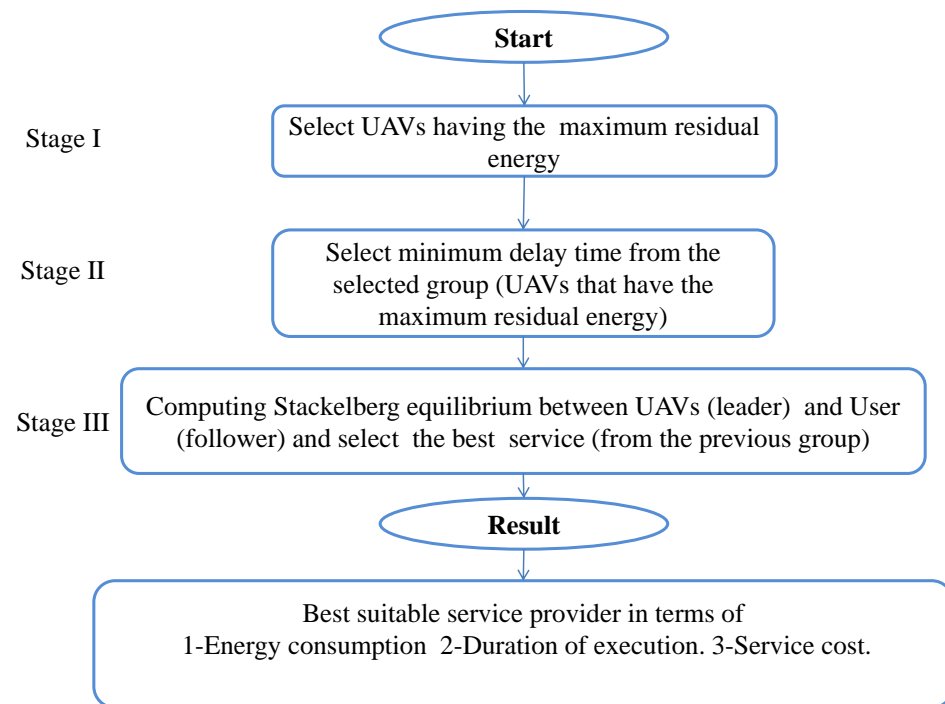 Start
Stage I
Select UAVs having the  maximum residual
energy
Stage II
Select minimum delay time from the
selected group (UAVs that have the
maximum residual energy)
Stage III
Computing Stackelberg equilibrium between UAVs (leader)  and User
(follower) and select  the best  service (from the previous group)
Result
Best suitable service provider in terms of
1-Energy consumption  2-Duration of execution. 3-Service cost.